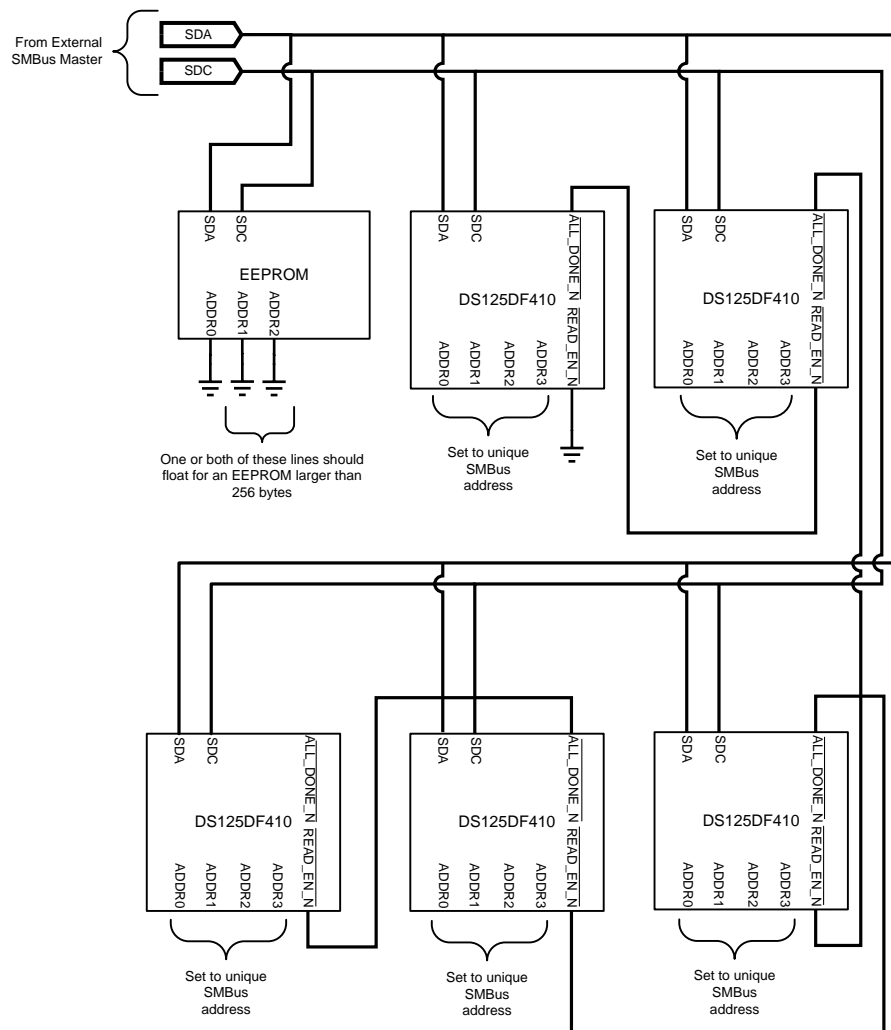 From External
SMBus Master
SDA
SDC
SDA
SDC
EEPROM
ADDR0
ADDR1
ADDR2
One or both of these lines should
float for an EEPROM larger than
256 bytes
SDA
SDC
ALL_DONE_N
DS125DF410
ADDR0
ADDR1
ADDR2
ADDR3
READ_EN_N
Set to unique
SMBus
address
SDA
SDC
ALL_DONE_N
DS125DF410
ADDR0
ADDR1
ADDR2
ADDR3
READ_EN_N
Set to unique
SMBus
address
SDA
SDC
ALL_DONE_N
DS125DF410
ADDR0
ADDR1
ADDR2
ADDR3
READ_EN_N
Set to unique
SMBus
address
SDA
SDC
ALL_DONE_N
DS125DF410
ADDR0
ADDR1
ADDR2
ADDR3
READ_EN_N
Set to unique
SMBus
address
SDA
SDC
ALL_DONE_N
DS125DF410
ADDR0
ADDR1
ADDR2
ADDR3
READ_EN_N
Set to unique
SMBus
address